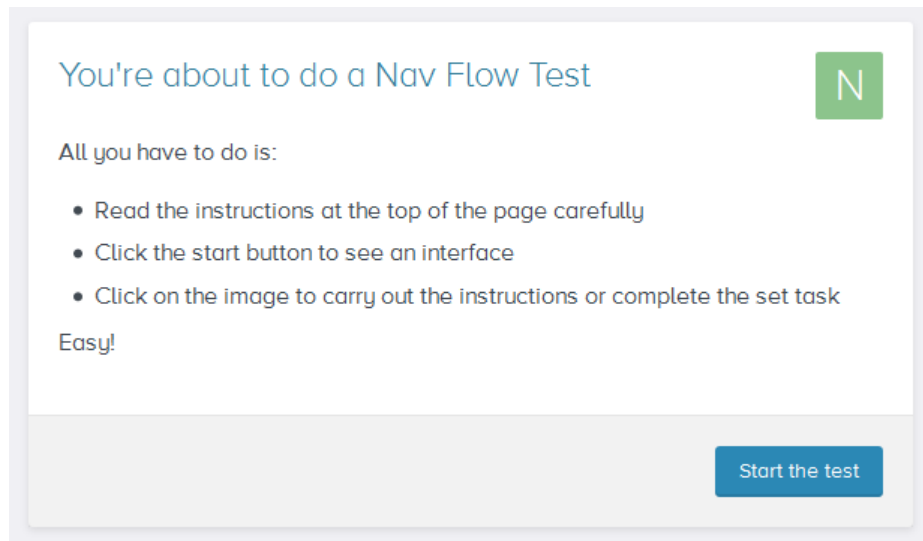 You're about to do a Nav Flow Test
N
All you have to do is:
• Read the instructions at the top of the page carefully
• Click the start button to see an interface
• Click on the image to carry out the instructions or complete the set task
Easy!
Start the test